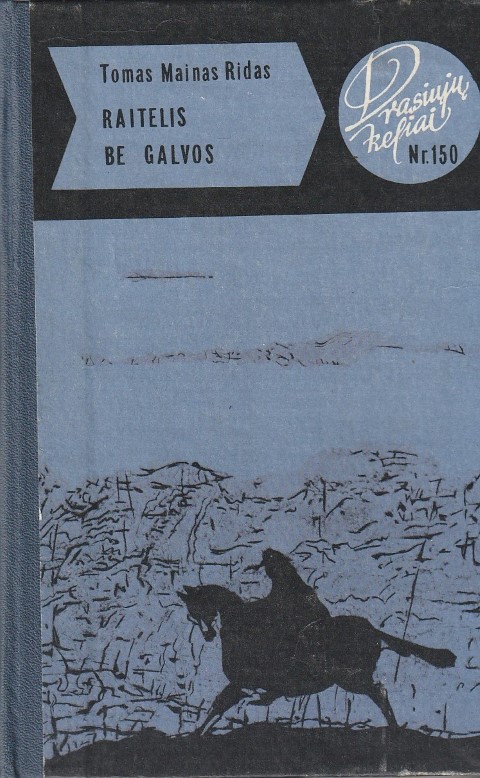 Tomas Mainas Ridas
RAITELIS
BE GALVOS
Drąsiųjų
keliai
Nr.150